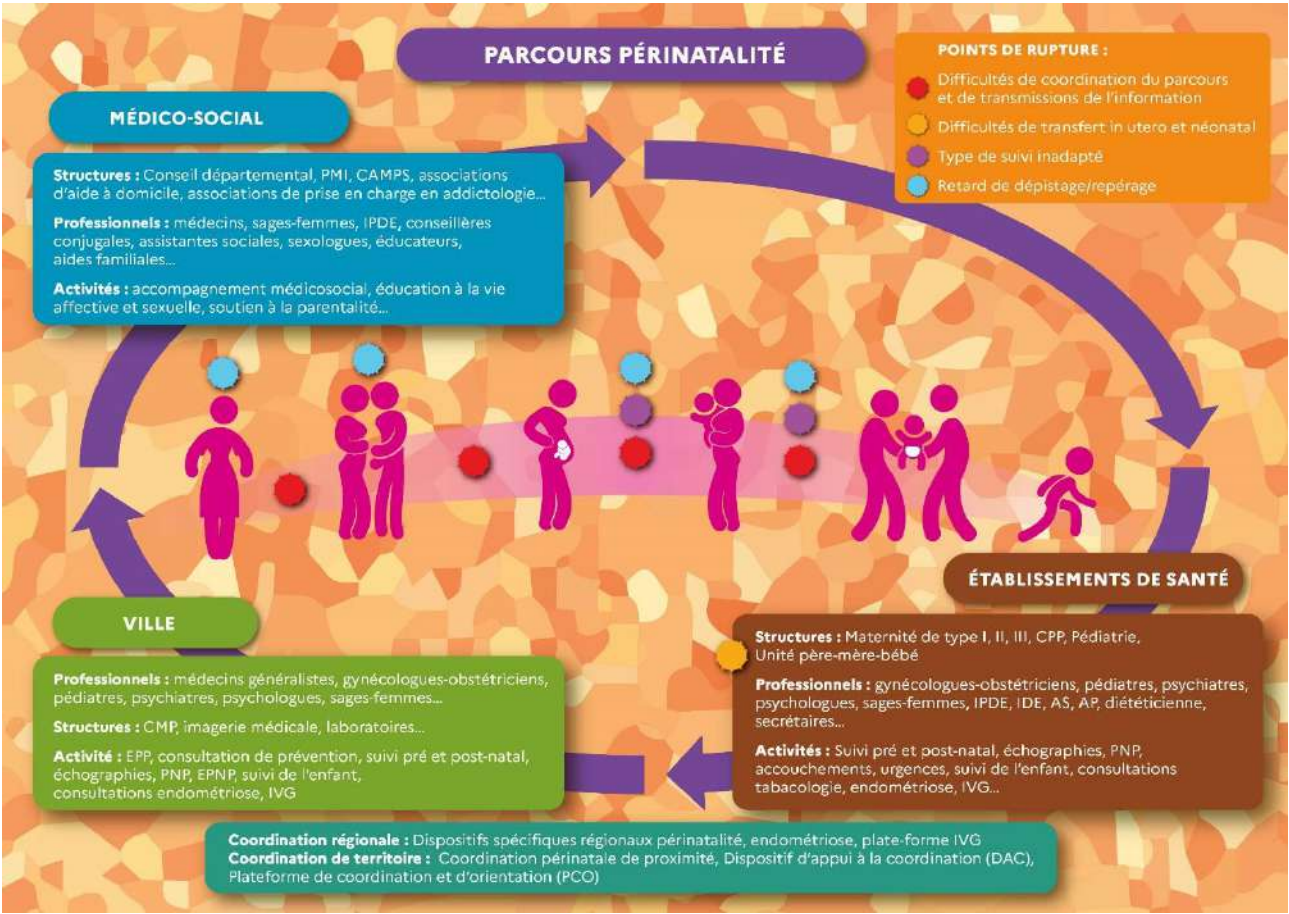 PARCOURS PÉRINATALITÉ
POINTS DE RUPTURE :
Difficultés de coordination du parcours
et de transmissions de l'information
Difficultés de transfert in utero et néonatal
Type de suivi inadapté
Retard de dépistage/repérage
MÉDICO-SOCIAL
Structures : Conseil départemental, PMI, CAMPS, associations
d'aide à domicile, associations de prise en charge en addictologie...
Professionnels : médecins, sages-femmes, IPDE, conseillères
conjugales, assistantes sociales, sexologues, éducateurs,
aides familiales...
Activités : accompagnement médicosocial, éducation à la vie
affective et sexuelle, soutien à la parentalité...
VILLE
Professionnels : médecins généralistes, gynécologues-obstétriciens,
pédiatres, psychiatres, psychologues, sages-femmes...
Structures : CMP, imagerie médicale, laboratoires...
Activité : EPP, consultation de prévention, suivi pré et post-natal,
échographies, PNP, EPNP, suivi de l'enfant,
consultations endométriose, IVG
ÉTABLISSEMENTS DE SANTÉ
Structures : Maternité de type I, II, III, CPP, Pédiatrie,
Unité père-mère-bébé
Professionnels : gynécologues-obstétriciens, pédiatres, psychiatres,
psychologues, sages-femmes, IPDE, IDE, AS, AP, diététicienne,
secrétaires...
Activités : Suivi pré et post-natal, échographies, PNP,
accouchements, urgences, suivi de l'enfant, consultations
tabacologie, endométriose, IVG...
Coordination régionale : Dispositifs spécifiques régionaux périnatalité, endométriose, plate-forme IVG
Coordination de territoire : Coordination périnatale de proximité, Dispositif d'appui à la coordination (DAC),
Plateforme de coordination et d'orientation (PCO)